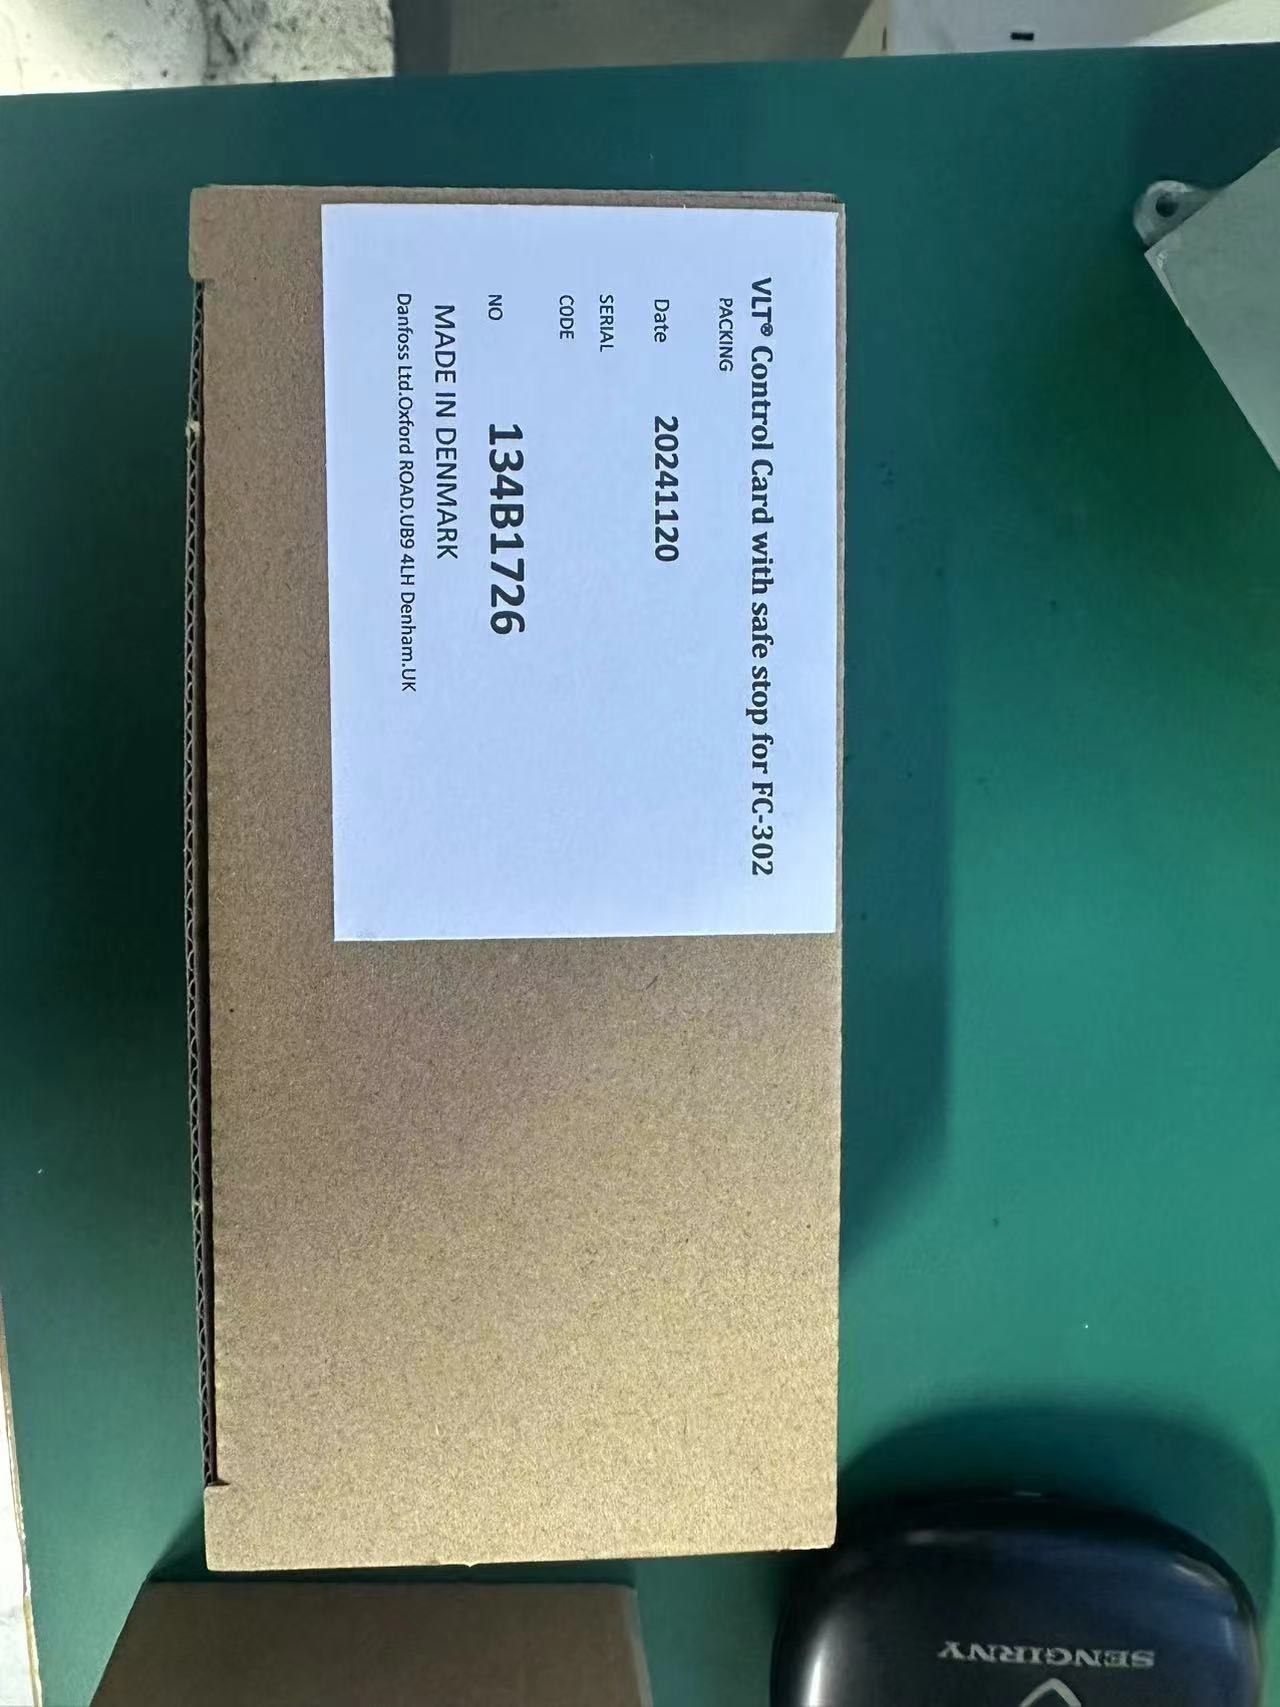 VLT® Control Card with safe stop for FC-302
PACKING
Date 20241120
SERIAL
CODE
NO 134B1726
MADE IN DENMARK
Danfoss Ltd.Oxford ROAD.UB9 4LH Denham.UK
SENGIRNY